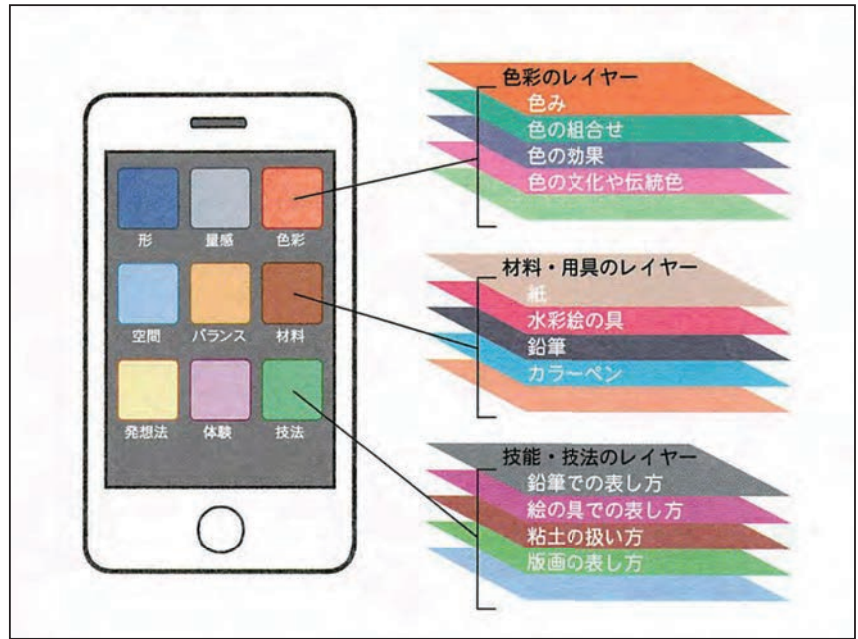 形
量感
色彩
空間
バランス
材料
発想法
体験
技法
色彩のレイヤー
色み
色の組合せ
色の効果
色の文化や伝統色
材料・用具のレイヤー
紙
水彩絵の具
鉛筆
カラーペン
技能・技法のレイヤー
鉛筆での表し方
絵の具での表し方
粘土の扱い方
版画の表し方